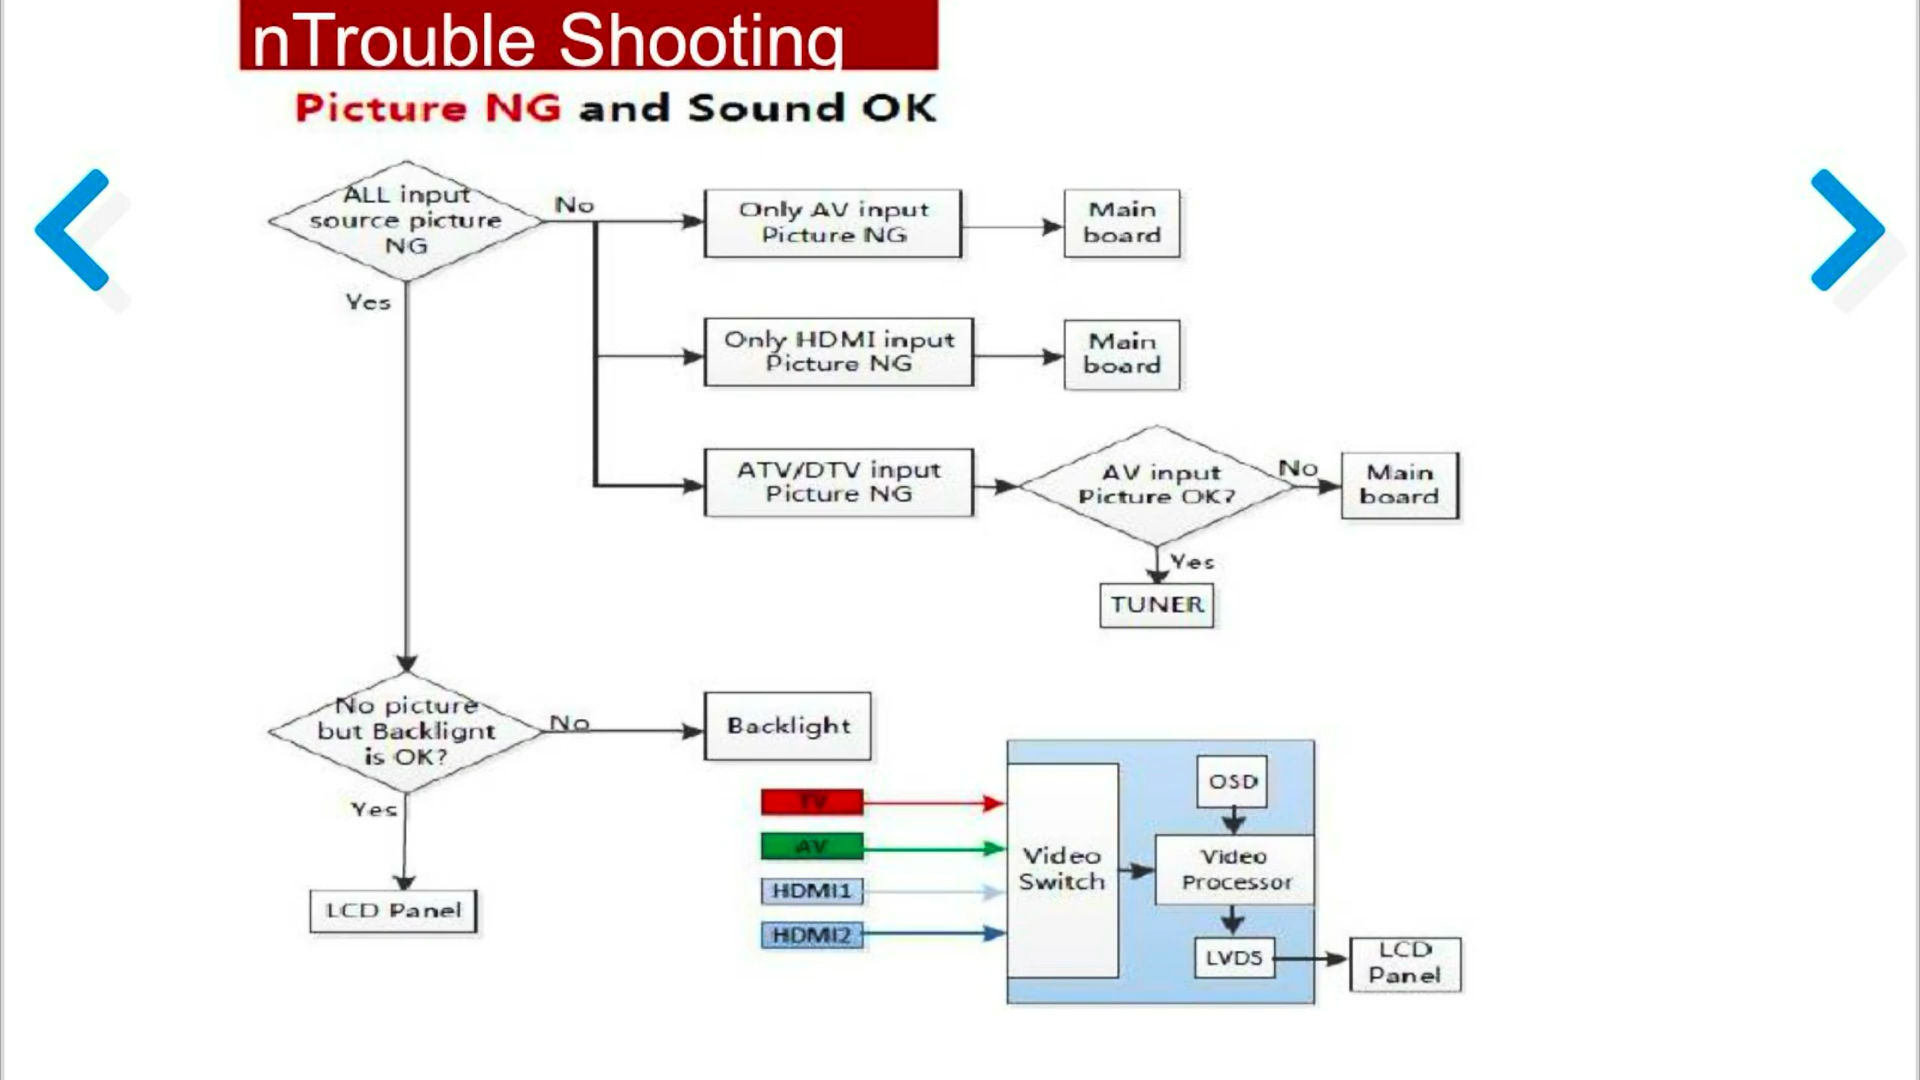 nTrouble Shooting
Picture NG and Sound OK
ALL input
source picture
NG
No
Only AV input
Picture NG
Main
board
Yes
Only HDMI input
Picture NG
Main
board
ATV/DTV input
Picture NG
AV input
Picture OK?
No
Main
board
Yes
TUNER
No picture
but Backlignt
is OK?
No
Backlight
Yes
LCD Panel
TV
AV
HDMI1
HDMI2
Video
Switch
OSD
Video
Processor
LVDS
LCD
Panel